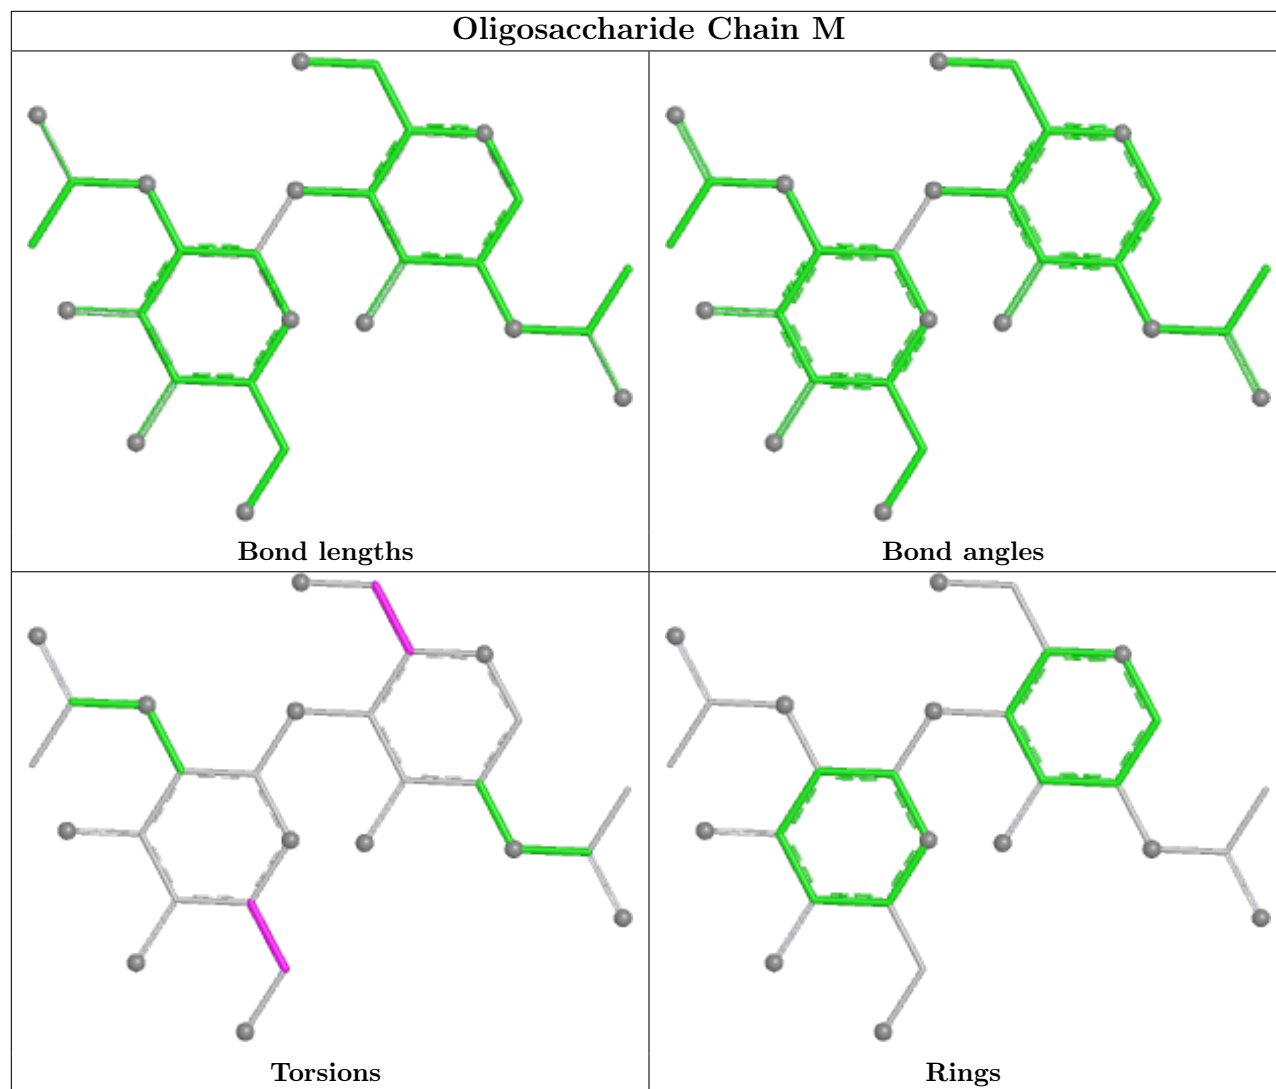 Oligosaccharide Chain M
Bond lengths
Bond angles
Torsions
Rings